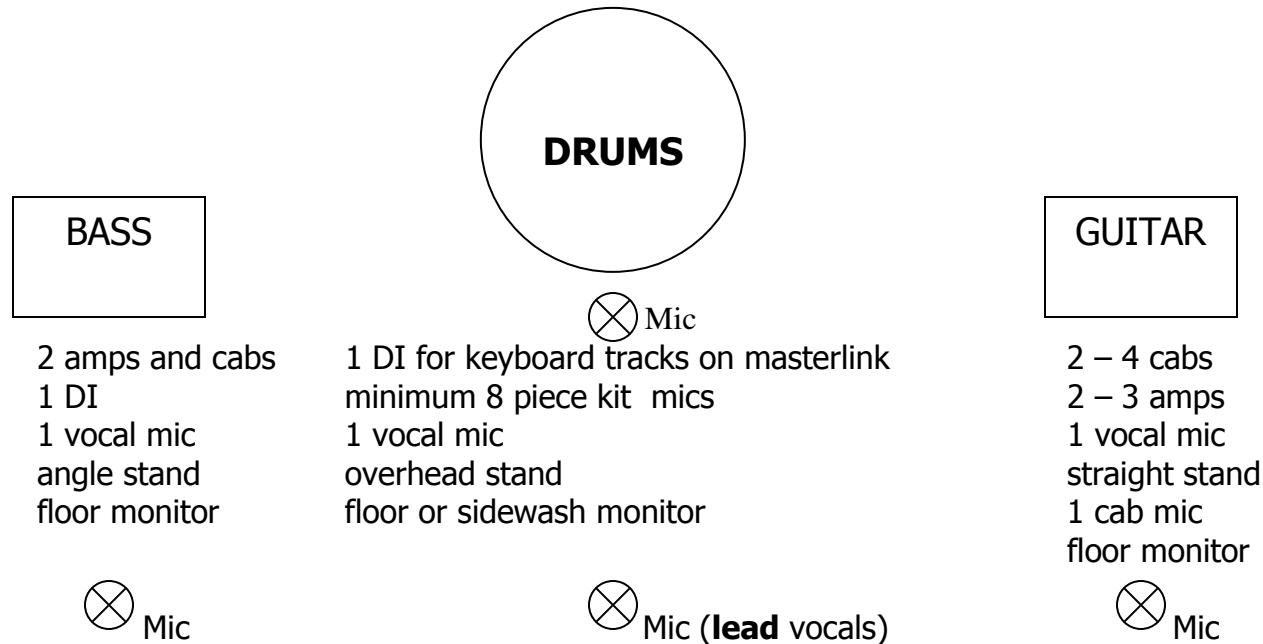 DRUMS
BASS
GUITAR
Mic
2 amps and cabs
1 DI
1 vocal mic
angle stand
floor monitor
1 DI for keyboard tracks on masterlink
minimum 8 piece kit  mics
1 vocal mic
overhead stand
floor or sidewash monitor
2 – 4 cabs
2 – 3 amps
1 vocal mic
straight stand
1 cab mic
floor monitor
Mic
Mic (lead vocals)
Mic